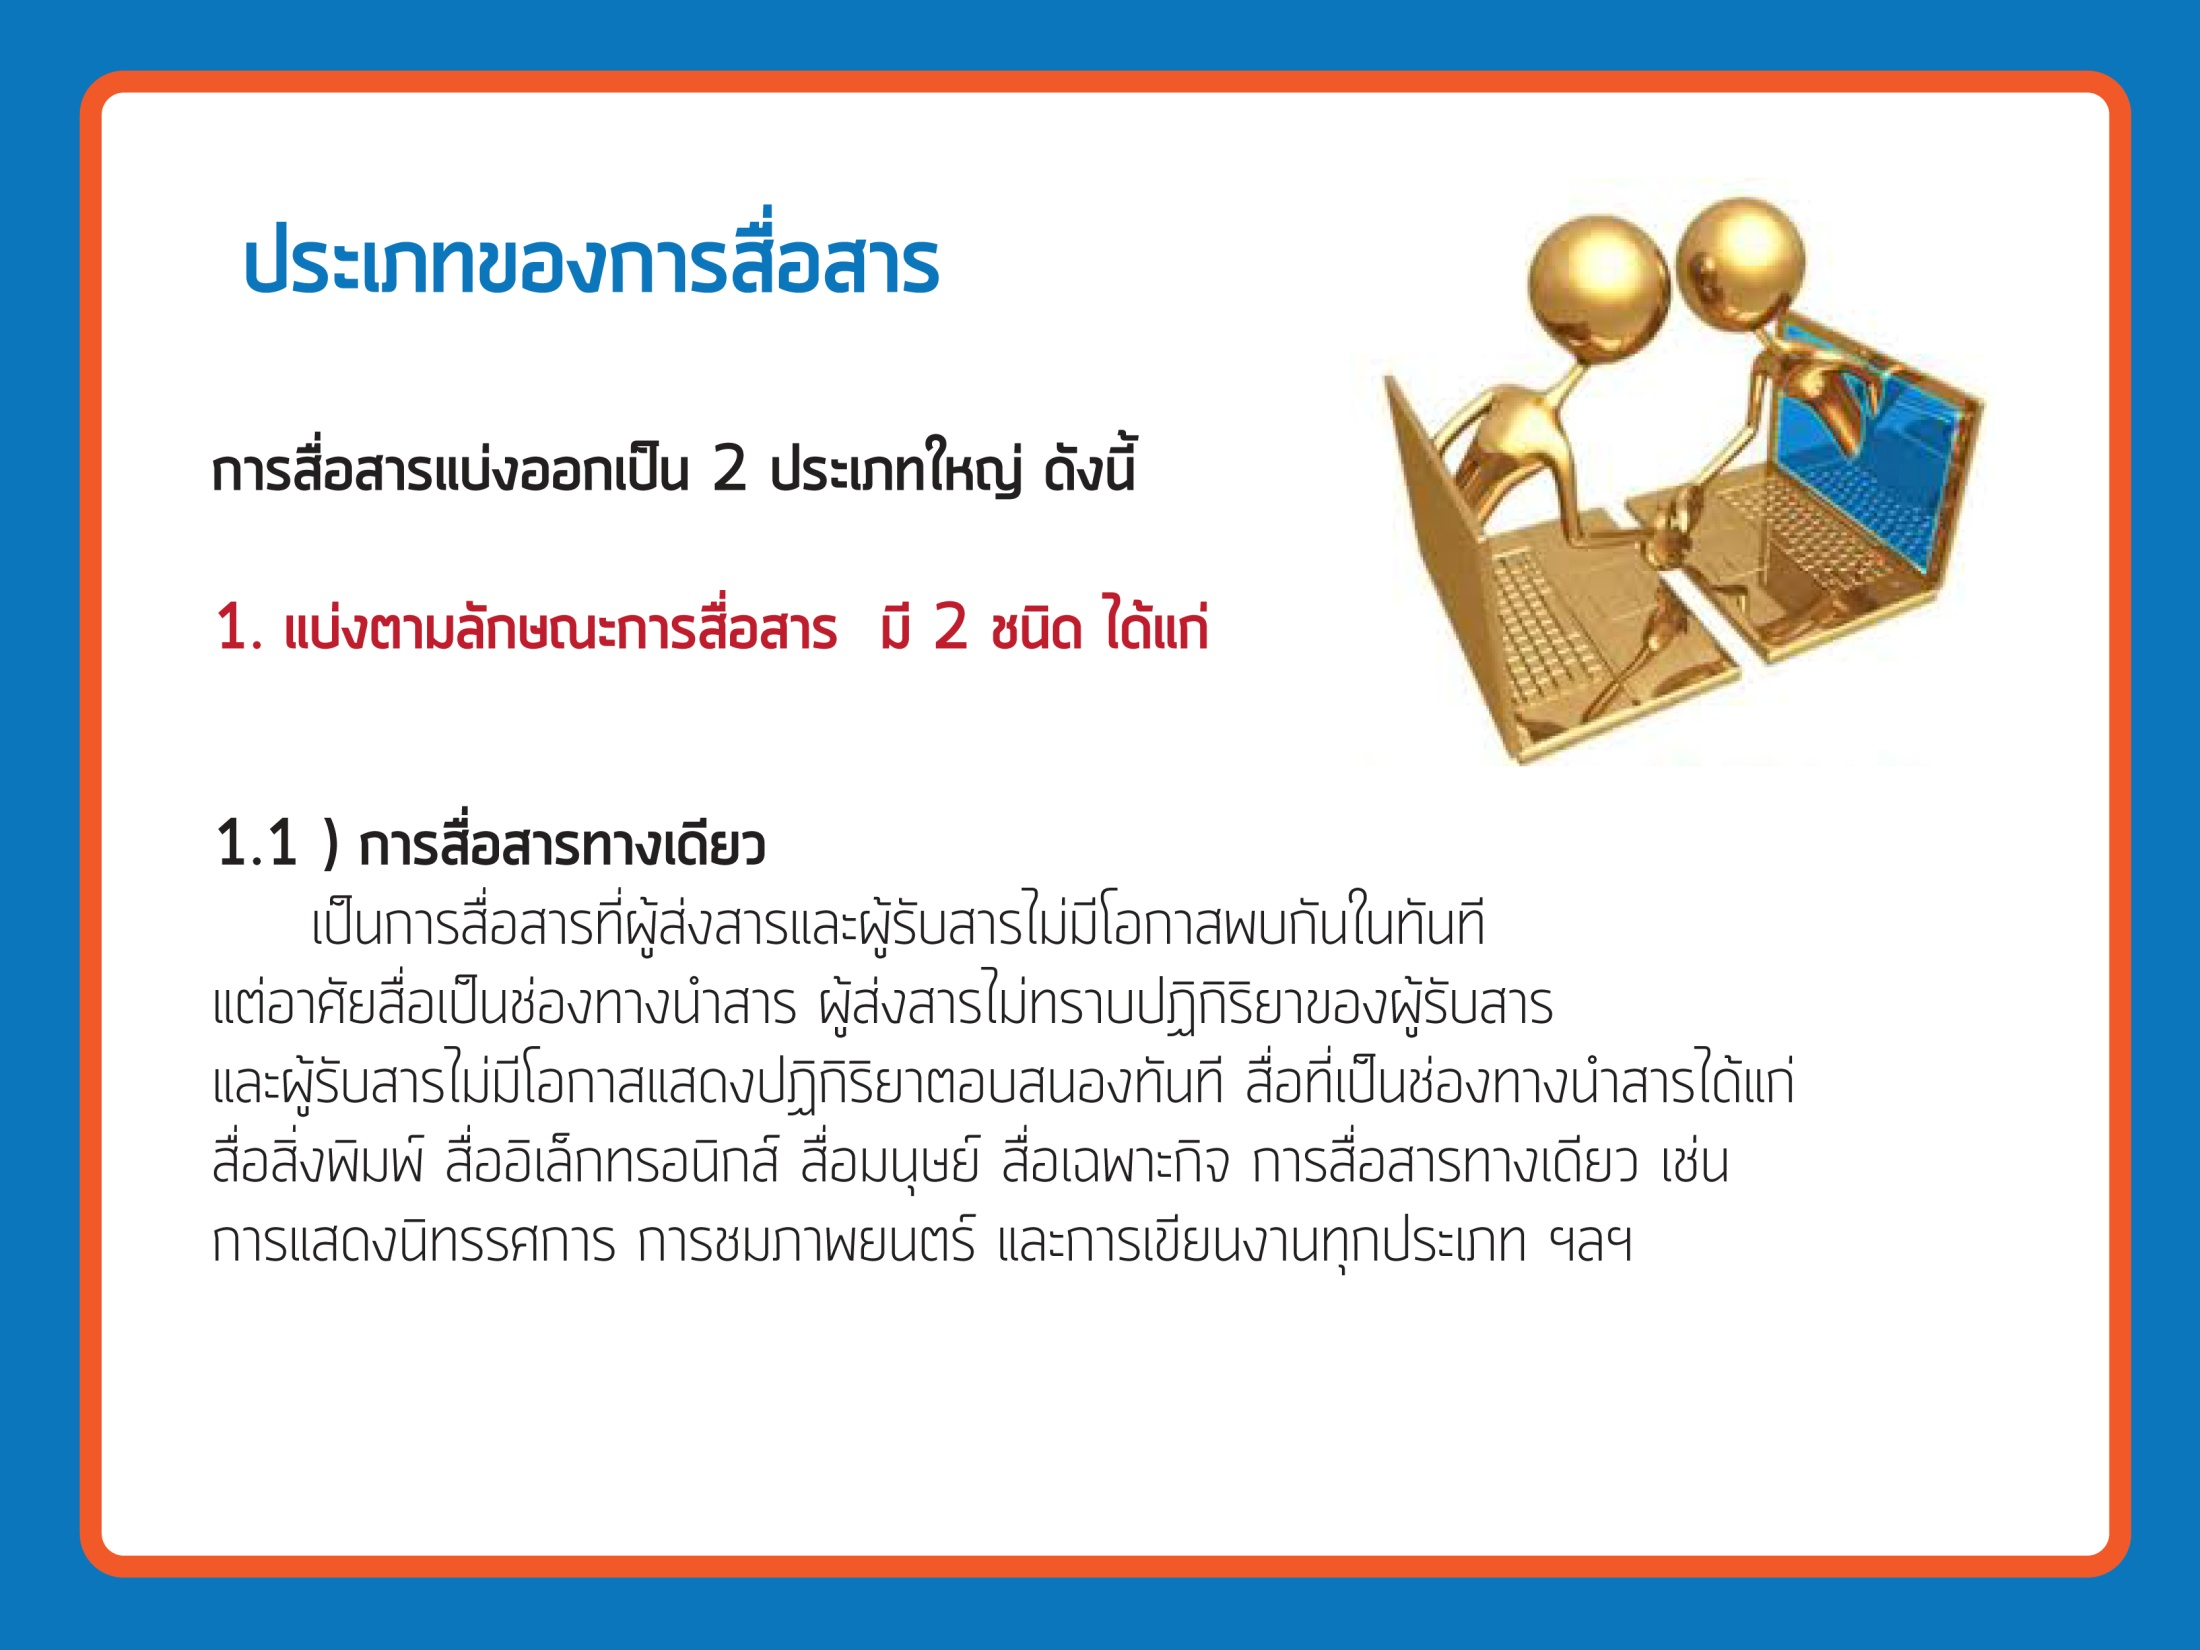 ประเภทของการสื่อสาร
การสื่อสารแบ่งออกเป็น 2 ประเภทใหญ่ ดังนี้
1. แบ่งตามลักษณะการสื่อสาร มี 2 ชนิด ได้แก่
1.1 ) การสื่อสารทางเดียว
เป็นการสื่อสารที่ผู้ส่งสารและผู้รับสารไม่มีโอกาสพบกันในทันที
แต่อาศัยสื่อเป็นช่องทางนำสาร ผู้ส่งสารไม่ทราบปฏิกิริยาของผู้รับสาร
และผู้รับสารไม่มีโอกาสแสดงปฏิกิริยาตอบสนองทันที สื่อที่เป็นช่องทางนำสารได้แก่
สื่อสิ่งพิมพ์ สื่ออิเล็กทรอนิกส์ สื่อมนุษย์ สื่อเฉพาะกิจ การสื่อสารทางเดียว เช่น
การแสดงนิทรรศการ การชมภาพยนตร์ และการเขียนงานทุกประเภท ฯลฯ